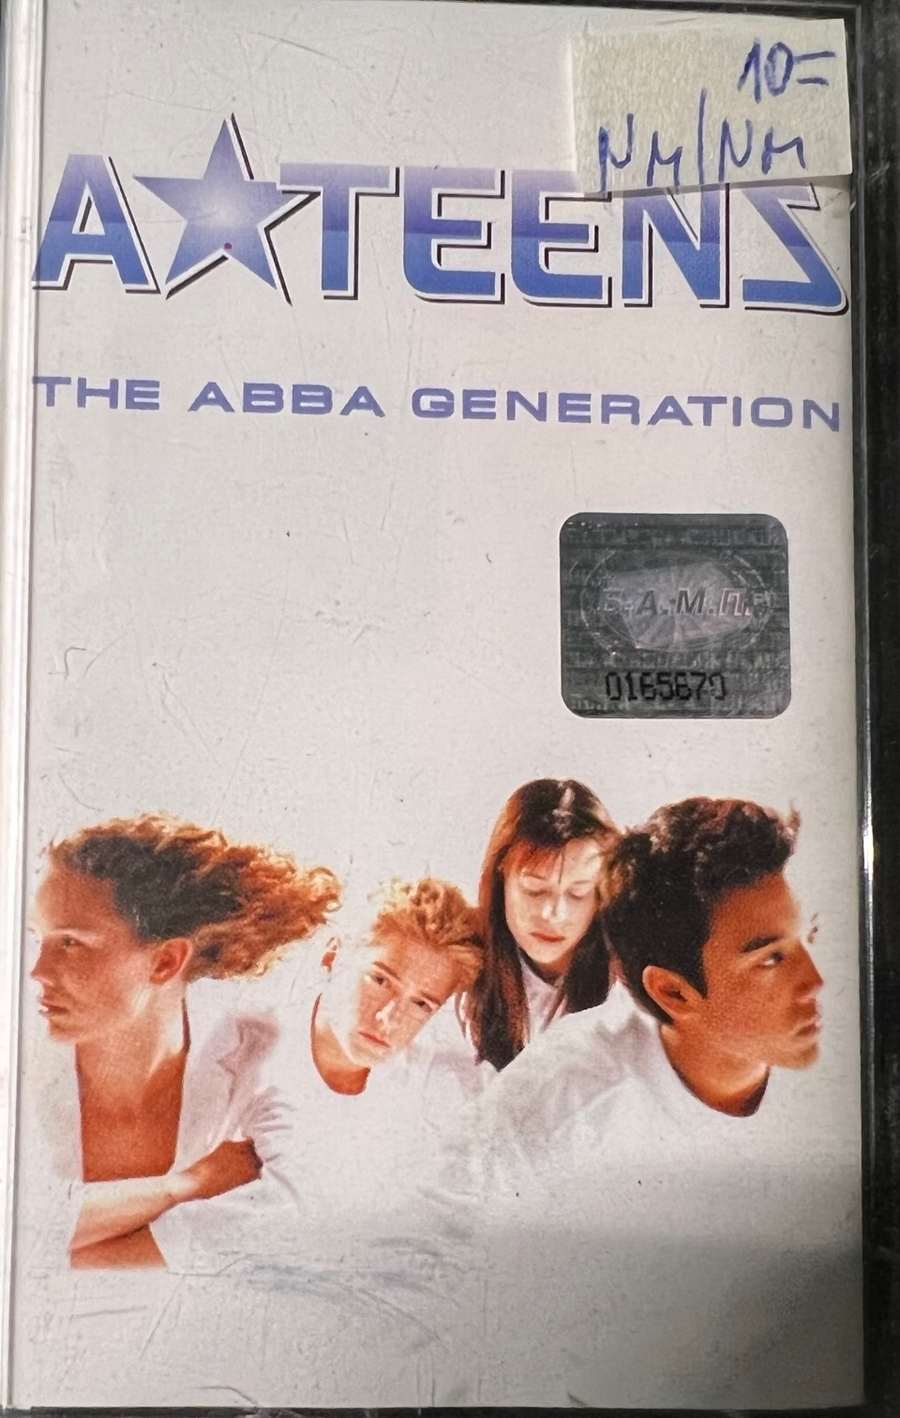 10=
NM/NM
A★TEENS
THE ABBA GENERATION
Б.А.М.П.
0165670